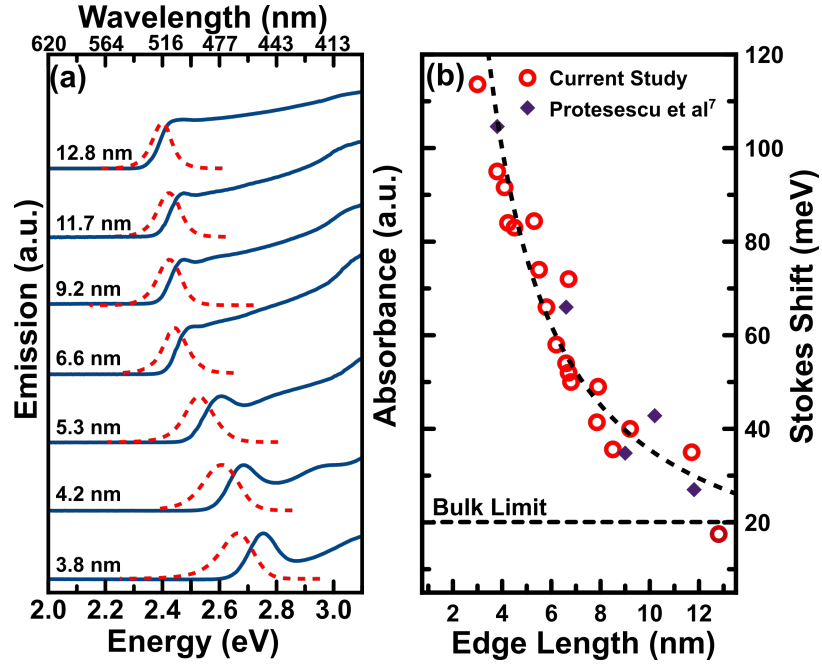 Wavelength (nm)
620 564 516 477 443 413
(a)
12.8 nm
11.7 nm
9.2 nm
6.6 nm
5.3 nm
4.2 nm
3.8 nm
Emission (a.u.)
Absorbance (a.u.)
2.0 2.2 2.4 2.6 2.8 3.0
Energy (eV)
(b)
Current Study
Protesescu et al⁷
120
100
80
60
40
20
Stokes Shift (meV)
Bulk Limit
2 4 6 8 10 12
Edge Length (nm)